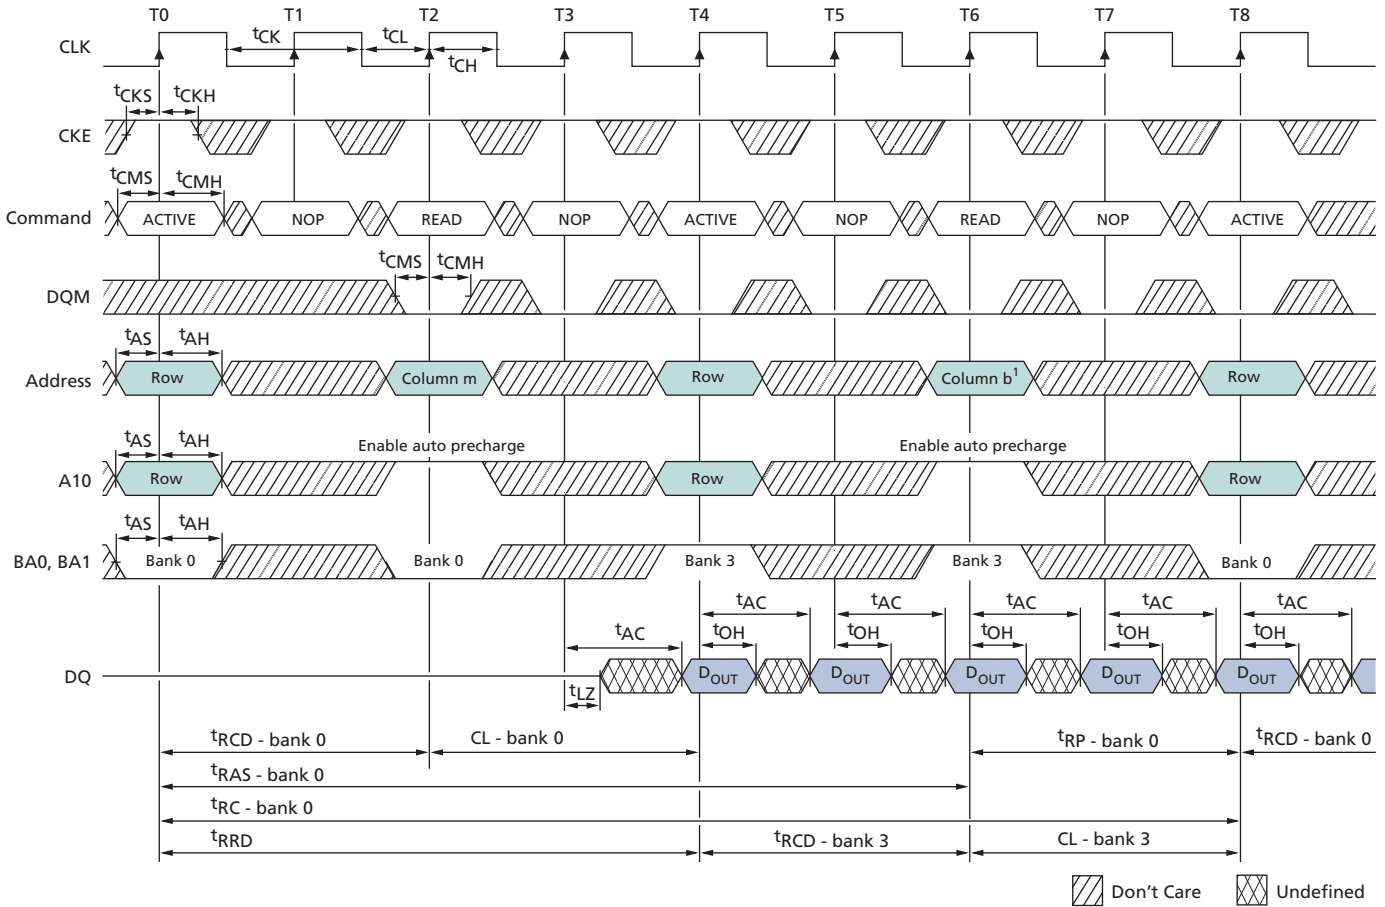 T0 T1 T2 T3 T4 T5 T6 T7 T8
CLK
tCK tCL
tCH
tCKS tCKH
CKE
tCMS tCMH
Command ACTIVE NOP READ NOP ACTIVE NOP READ NOP ACTIVE
tCMS tCMH
DQM
tAS tAH
Address Row Column m Row Column b1 Row
tAS tAH Enable auto precharge Enable auto precharge
A10 Row Row Row
tAS tAH
BA0, BA1 Bank 0 Bank 0 Bank 3 Bank 3 Bank 0
tAC tAC tAC tAC tAC
tAC tOH tOH tOH tOH tOH
DQ DOUT DOUT DOUT DOUT DOUT
tLZ
tRCD - bank 0 CL - bank 0 tRP - bank 0 tRCD - bank 0
tRAS - bank 0
tRC - bank 0
tRRD tRCD - bank 3 CL - bank 3
Don't Care Undefined